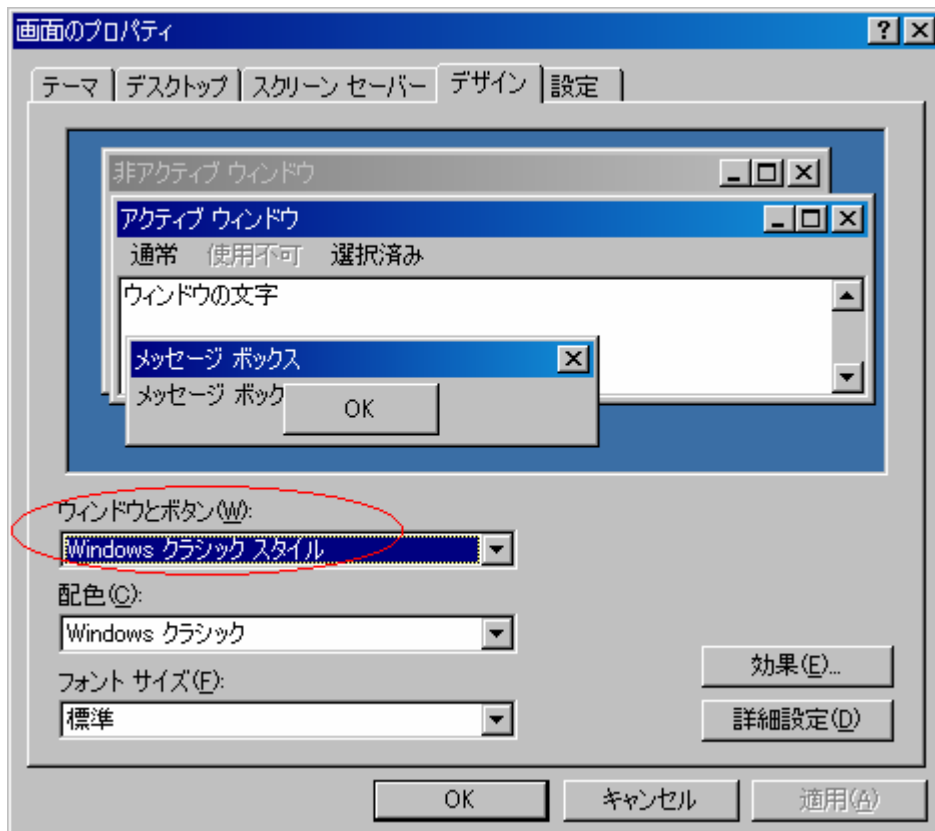 画面のプロパティ
テーマ デスクトップ スクリーン セーバー デザイン 設定
非アクティブ ウィンドウ
アクティブ ウィンドウ
通常 使用不可 選択済み
ウィンドウの文字
メッセージ ボックス
メッセージ ボック
OK
ウィンドウとボタン(W):
Windows クラシック スタイル
配色(C):
Windows クラシック
効果(E)...
フォント サイズ(F):
標準
詳細設定(D)
OK キャンセル 適用(A)